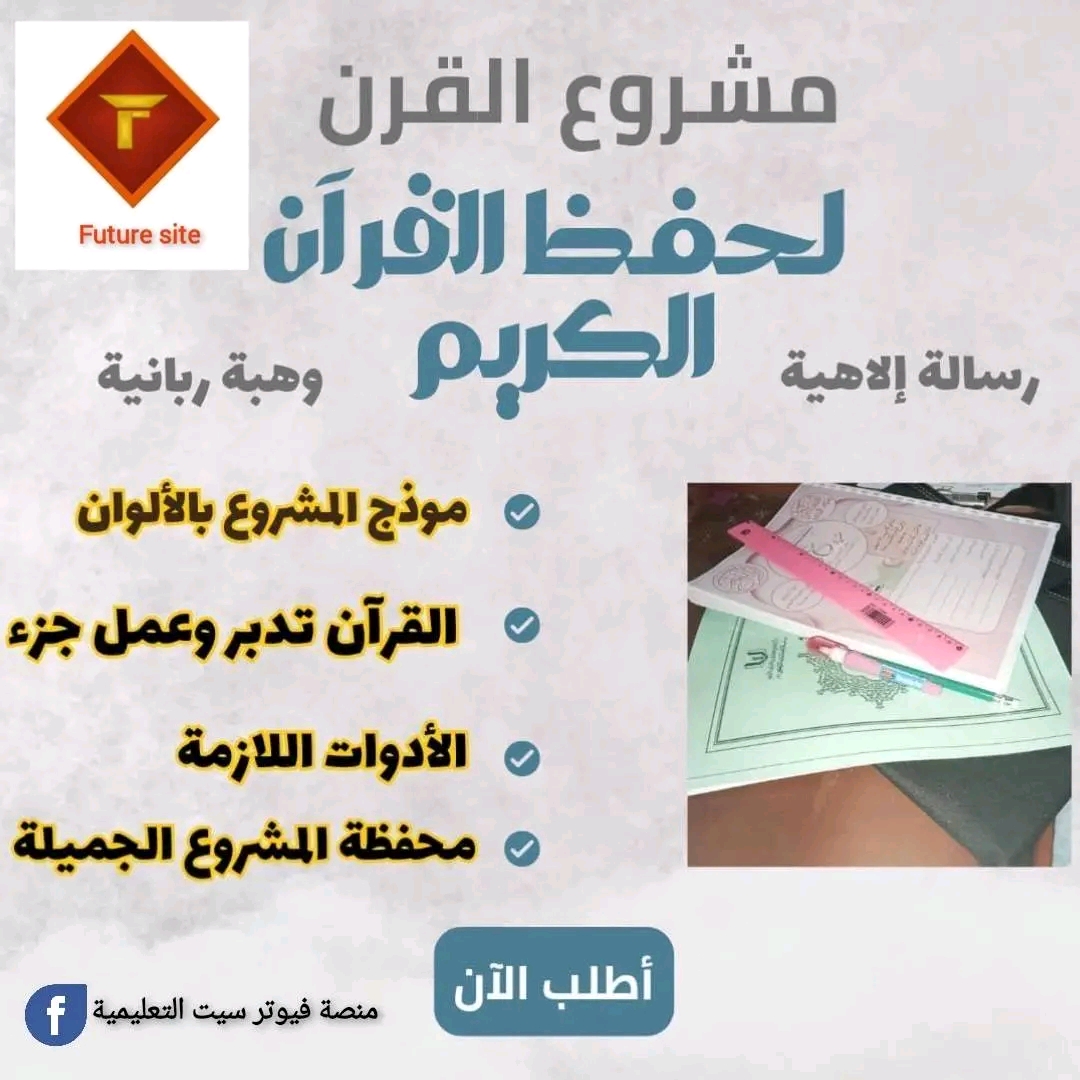 Future site
مشروع القرن
لحفظ القرآن
الكريم
رسالة إلاهية
وهبة ربانية
موذج المشروع بالألوان
القرآن تدبر وعمل جزء
الأدوات اللازمة
محفظة المشروع الجميلة
أطلب الآن
منصة فيوتر سيت التعليمية